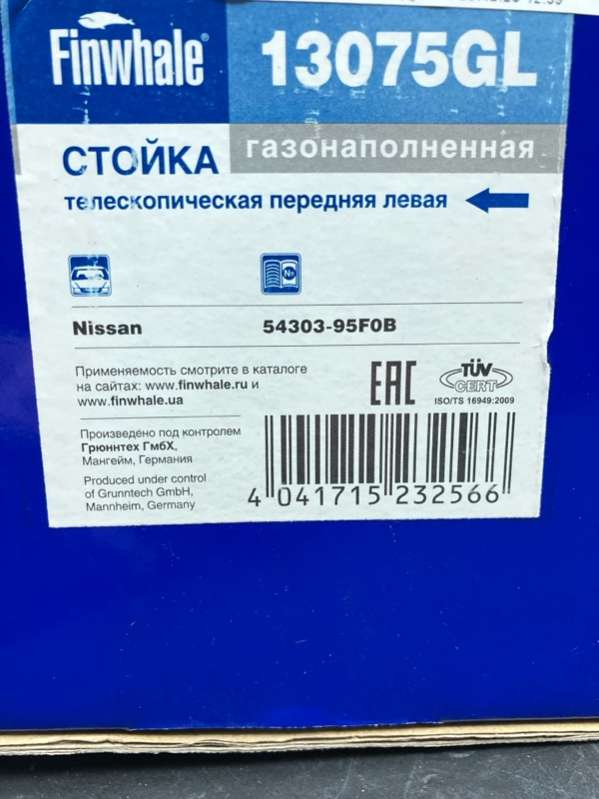 Finwhale®
13075GL
СТОЙКА
газонаполненная
телескопическая передняя левая
Nissan
54303-95F0B
Применяемость смотрите в каталоге
на сайтах: www.finwhale.ru и
www.finwhale.ua
EAC
TÜV
CERT
ISO/TS 16949:2009
Произведено под контролем
Грюннтех ГмбХ,
Мангейм, Германия
Produced under control
of Grunntech GmbH,
Mannheim, Germany
4 041715 232566